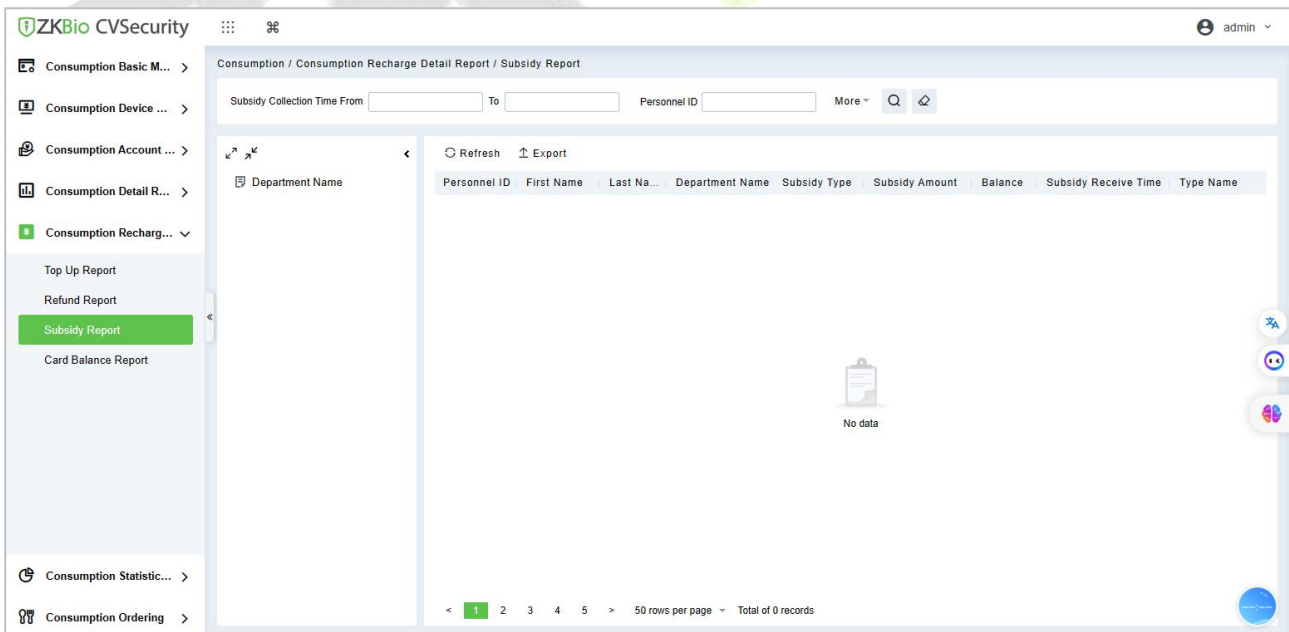 ZKBio CVSecurity
admin
Consumption Basic M...
Consumption Device ...
Consumption Account ...
Consumption Detail R...
Consumption Recharg...
Top Up Report
Refund Report
Subsidy Report
Card Balance Report
Consumption Statistic...
Consumption Ordering
Consumption / Consumption Recharge Detail Report / Subsidy Report
Subsidy Collection Time From To Personnel ID More
Department Name
Refresh Export
Personnel ID First Name Last Na... Department Name Subsidy Type Subsidy Amount Balance Subsidy Receive Time Type Name
No data
< 1 2 3 4 5 > 50 rows per page Total of 0 records